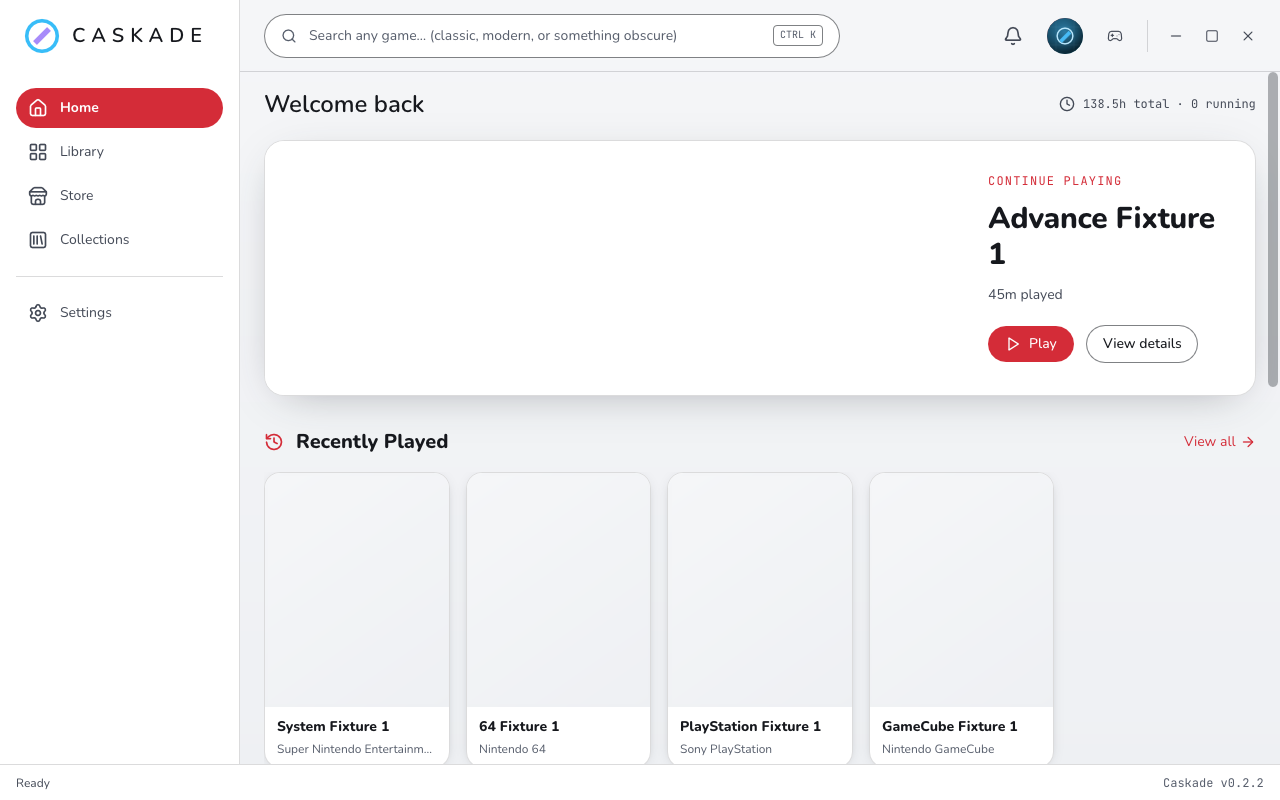 CASKADE
Search any game... (classic, modern, or something obscure)
CTRL K
Home
Library
Store
Collections
Settings
Welcome back
138.5h total · 0 running
CONTINUE PLAYING
Advance Fixture
1
45m played
Play
View details
Recently Played
View all
System Fixture 1
Super Nintendo Entertainm...
64 Fixture 1
Nintendo 64
PlayStation Fixture 1
Sony PlayStation
GameCube Fixture 1
Nintendo GameCube
Ready
Caskade v0.2.2